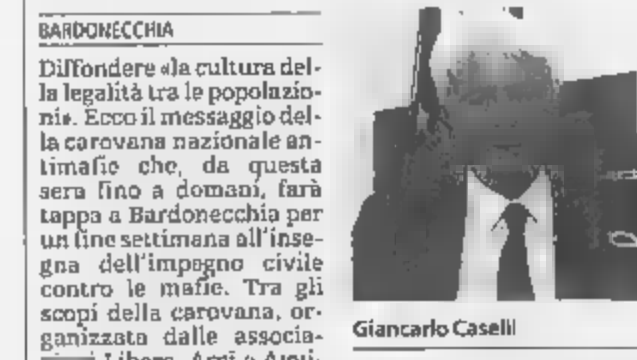 BARDONECCHIA
Diffondere «la cultura del-
la legalità tra le popolazio-
ni». Ecco il messaggio del-
la carovana nazionale an-
timafie che, da questa
sera fino a domani, farà
tappa a Bardonecchia per
un fine settimana all'inse-
gna dell'impegno civile
contro le mafie. Tra gli
scopi della carovana, or-
ganizzata dalle associa-
Libera, Arci e
Giancarlo Caselli